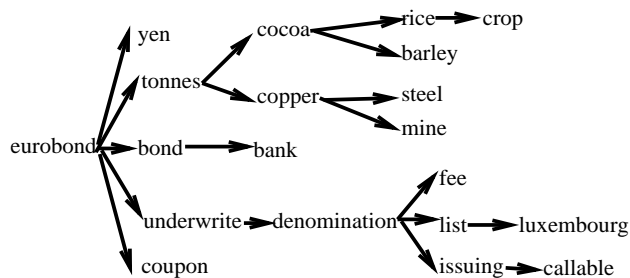 rice crop
cocoa
yen
barley
tonnes
copper steel
mine
eurobond bond bank
fee
underwrite denomination list luxembourg
coupon issuing callable